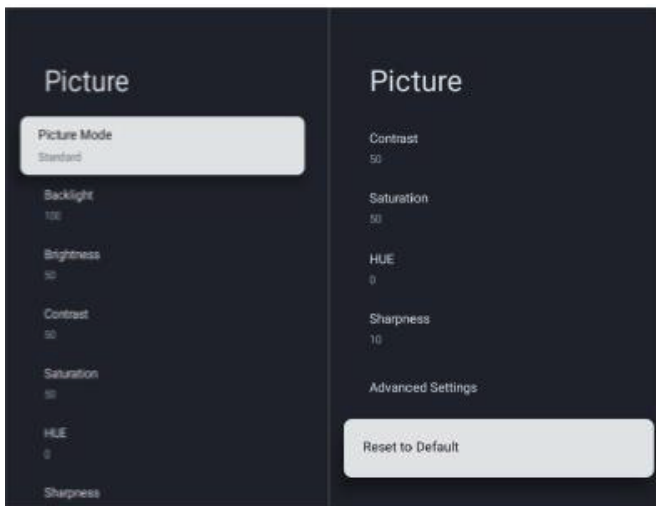 Picture
Picture Mode
Standard
Backlight
100
Brightness
50
Contrast
50
Saturation
50
HUE
0
Sharpness
Picture
Contrast
50
Saturation
50
HUE
0
Sharpness
10
Advanced Settings
Reset to Default